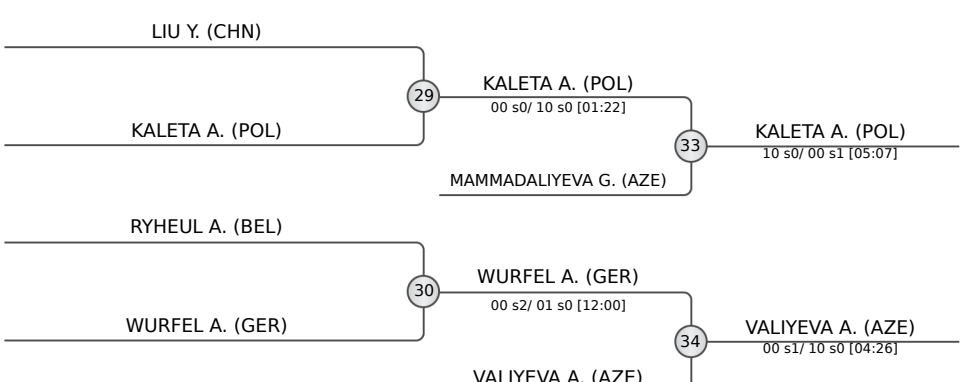 LIU Y. (CHN)
29
KALETA A. (POL)
00 s0/ 10 s0 [01:22]
KALETA A. (POL)
33
KALETA A. (POL)
10 s0/ 00 s1 [05:07]
MAMMADALIYEVA G. (AZE)
RYHEUL A. (BEL)
30
WURFEL A. (GER)
00 s2/ 01 s0 [12:00]
WURFEL A. (GER)
34
VALIYEVA A. (AZE)
00 s1/ 10 s0 [04:26]
VALIYEVA A. (AZE)